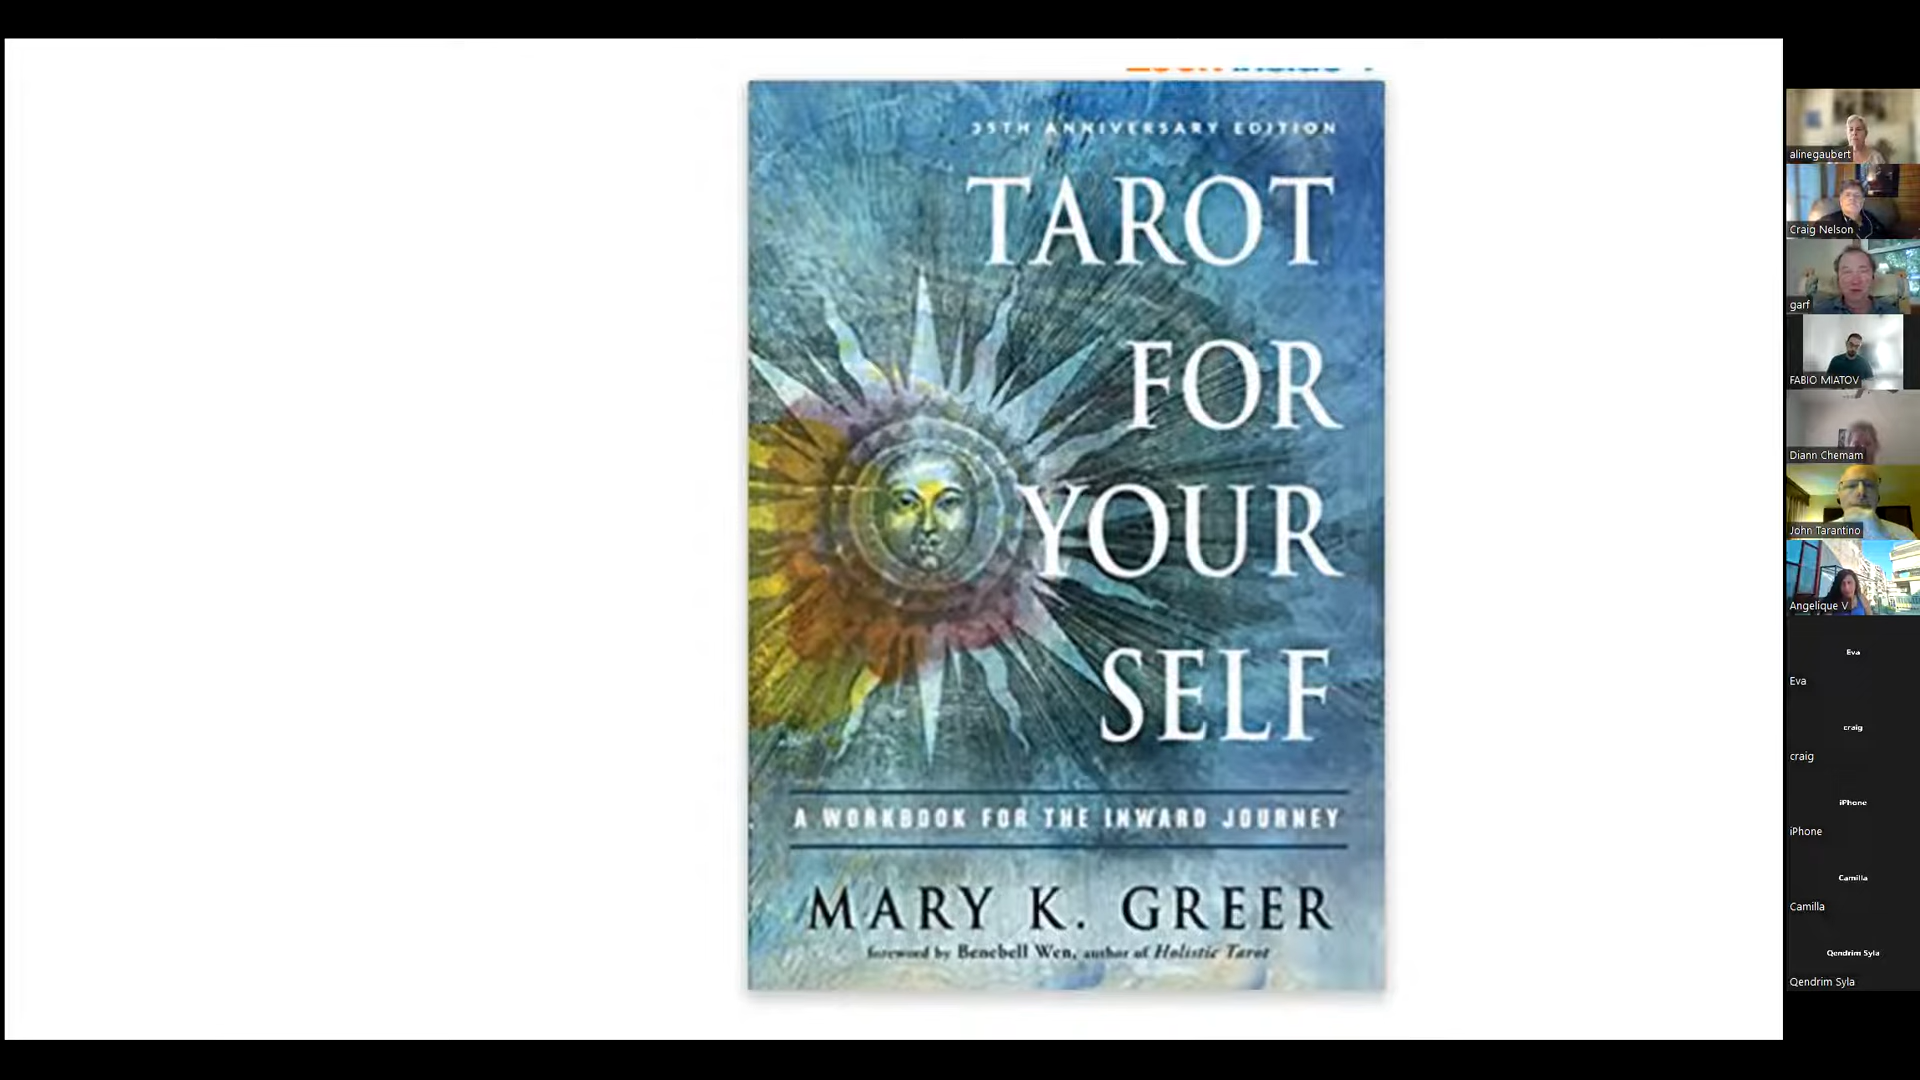 35TH ANNIVERSARY EDITION
TAROT
FOR
YOUR
SELF
A WORKBOOK FOR THE INWARD JOURNEY
MARY K. GREER
foreword by Benebell Wen, author of Holistic Tarot
alinegaubert
Craig Nelson
garf
FABIO MIATOV
Diann Chemam
John Tarantino
Angelique V
Eva
Eva
craig
craig
iPhone
iPhone
Camilla
Camilla
Qendrim Syla
Qendrim Syla